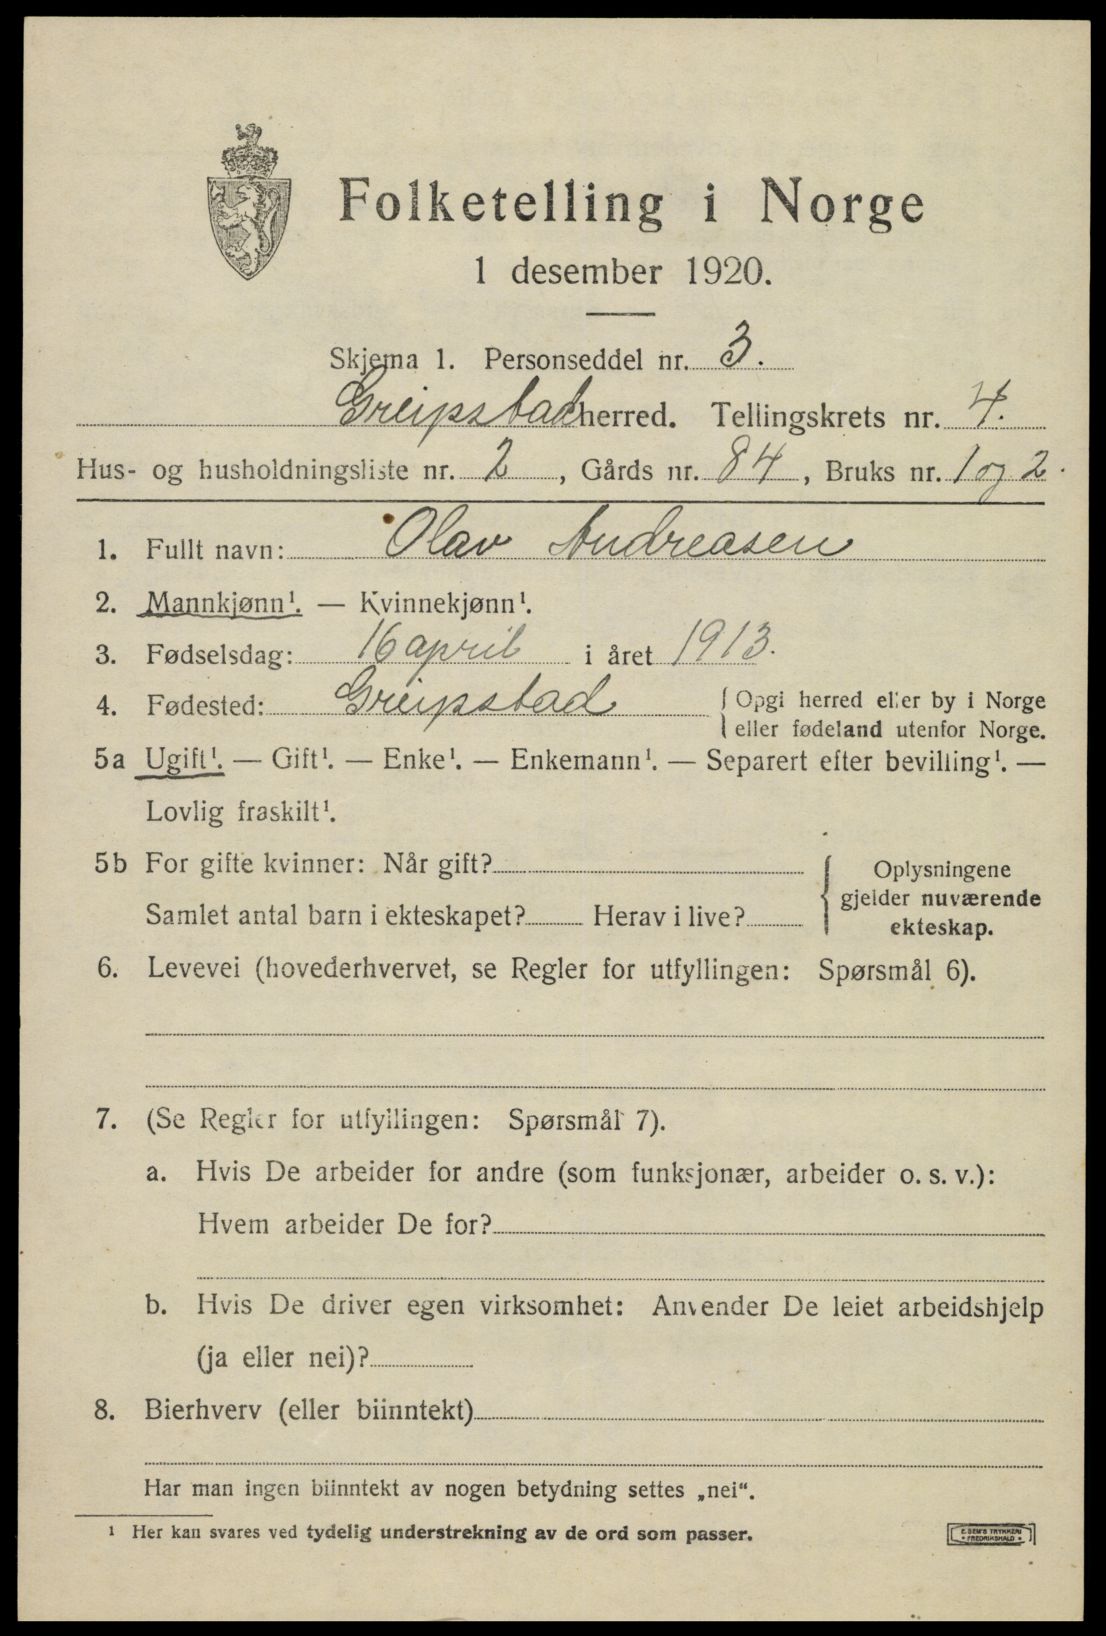 Folketelling i Norge
1 desember 1920.
Skjema 1. Personseddel nr. 3.
Greipstad herred. Tellingskrets nr. 4.
Hus- og husholdningsliste nr. 2, Gårds nr. 84, Bruks nr. 1 og 2.
1. Fullt navn: Olav Andreasen
2. Mannkjønn¹. — Kvinnekjønn¹.
3. Fødselsdag: 16 april i året 1913.
4. Fødested: Greipstad { Opgi herred eller by i Norge
eller fødeland utenfor Norge.
5a Ugift¹. — Gift¹. — Enke¹. — Enkemann¹. — Separert efter bevilling¹. —
Lovlig fraskilt¹.
5b For gifte kvinner: Når gift?
Samlet antal barn i ekteskapet? Herav i live?
{ Oplysningene
gjelder nuværende
ekteskap.
6. Levevei (hovederhvervet, se Regler for utfyllingen: Spørsmål 6).
7. (Se Regler for utfyllingen: Spørsmål 7).
a. Hvis De arbeider for andre (som funksjonær, arbeider o. s. v.):
Hvem arbeider De for?
b. Hvis De driver egen virksomhet: Anvender De leiet arbeidshjelp
(ja eller nei)?
8. Bierhverv (eller biinntekt)
Har man ingen biinntekt av nogen betydning settes „nei“.
¹ Her kan svares ved tydelig understrekning av de ord som passer.
E. SEM'S TRYKKERI
• FREDRIKSHALD •